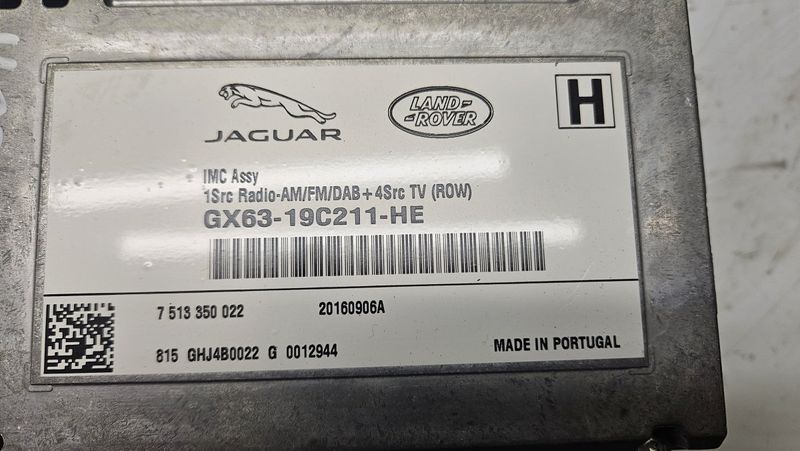 JAGUAR
LAND-
ROVER
H
IMC Assy
1Src Radio-AM/FM/DAB+4Src TV (ROW)
GX63-19C211-HE
7 513 350 022
20160906A
815 GHJ4B0022 G 0012944
MADE IN PORTUGAL